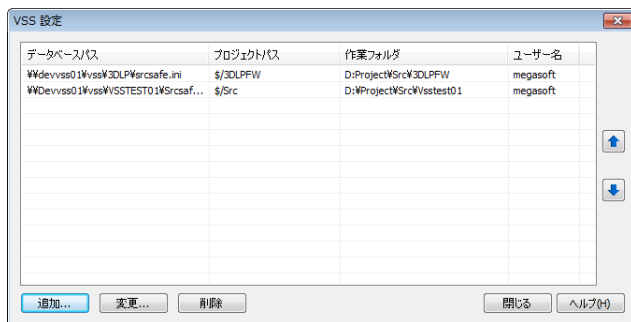 VSS 設定
データベースパス プロジェクトパス 作業フォルダ ユーザー名
¥¥devvss01¥vss¥3DLP¥srcsafe.ini $/3DLPFW D:Project¥Src¥3DLPFW megasoft
¥¥Devvss01¥vss¥VSSTEST01¥Srcsaf... $/Src D:¥Project¥Src¥Vsstest01 megasoft
追加... 変更... 削除 閉じる ヘルプ(H)